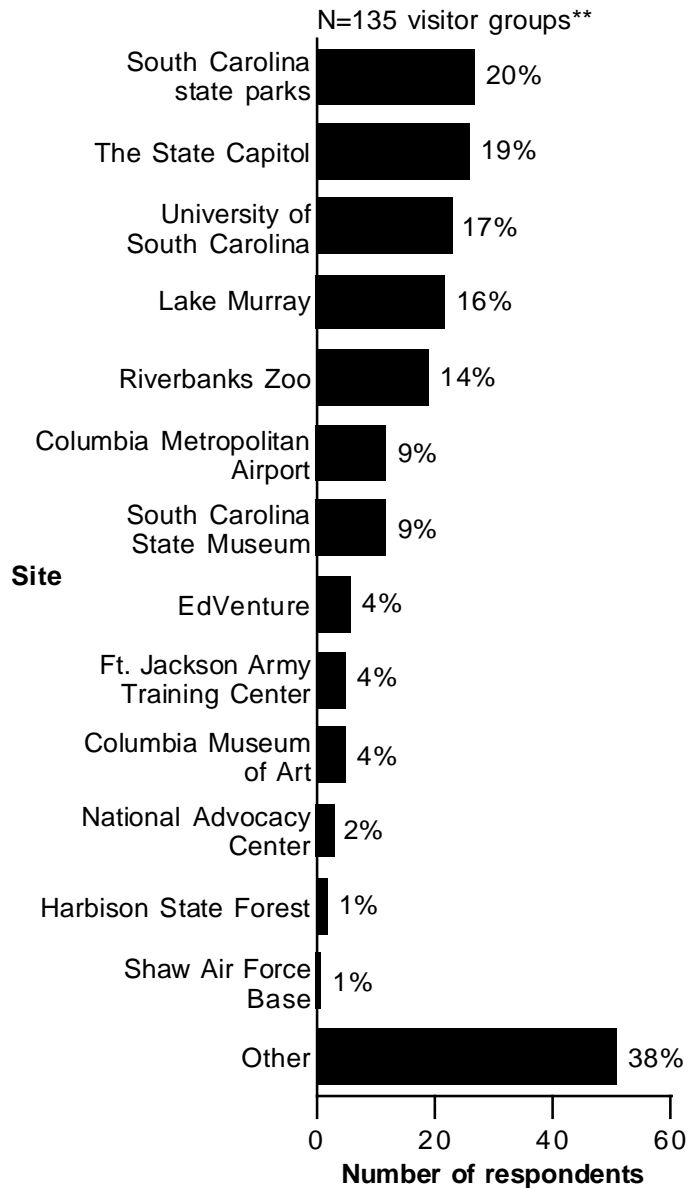 N=135 visitor groups**
South Carolina
state parks
20%
The State Capitol
19%
University of
South Carolina
17%
Lake Murray
16%
Riverbanks Zoo
14%
Columbia Metropolitan
Airport
9%
South Carolina
State Museum
9%
Site
EdVenture
4%
Ft. Jackson Army
Training Center
4%
Columbia Museum
of Art
4%
National Advocacy
Center
2%
Harbison State Forest
1%
Shaw Air Force
Base
1%
Other
38%
0 20 40 60
Number of respondents